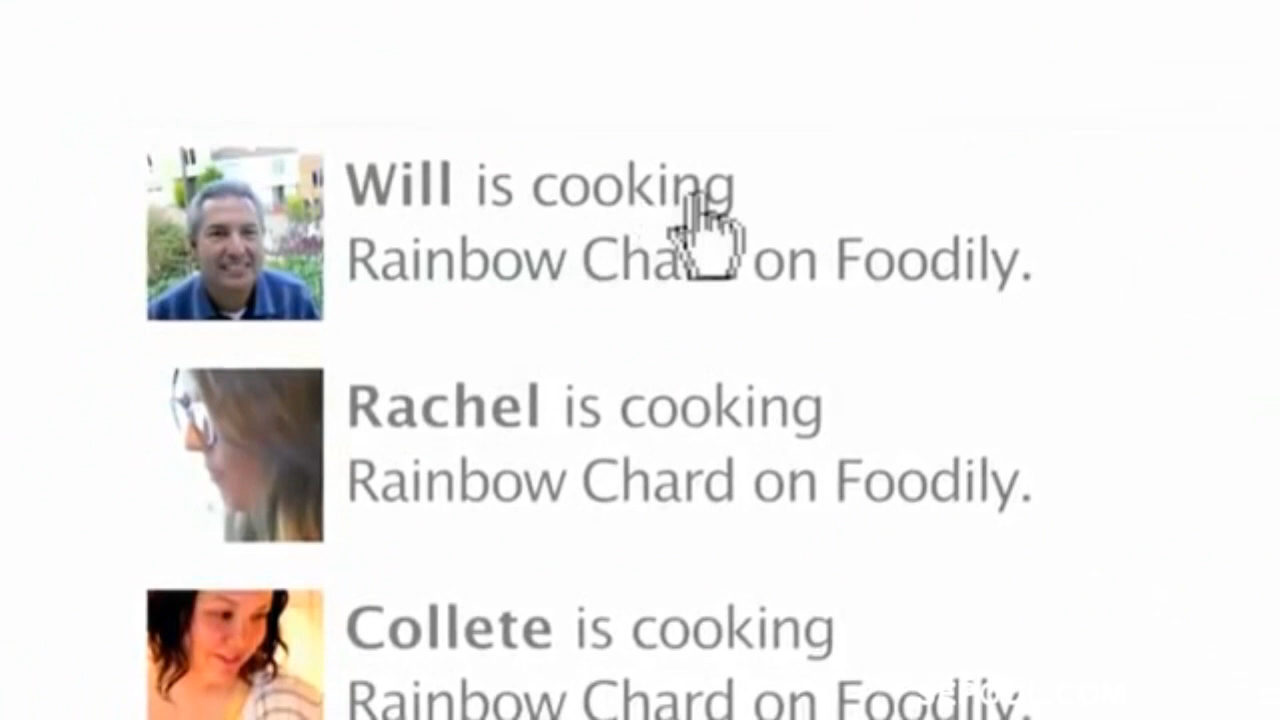 Will is cooking
Rainbow Chard on Foodily.
Rachel is cooking
Rainbow Chard on Foodily.
Collete is cooking
Rainbow Chard on Foodily.